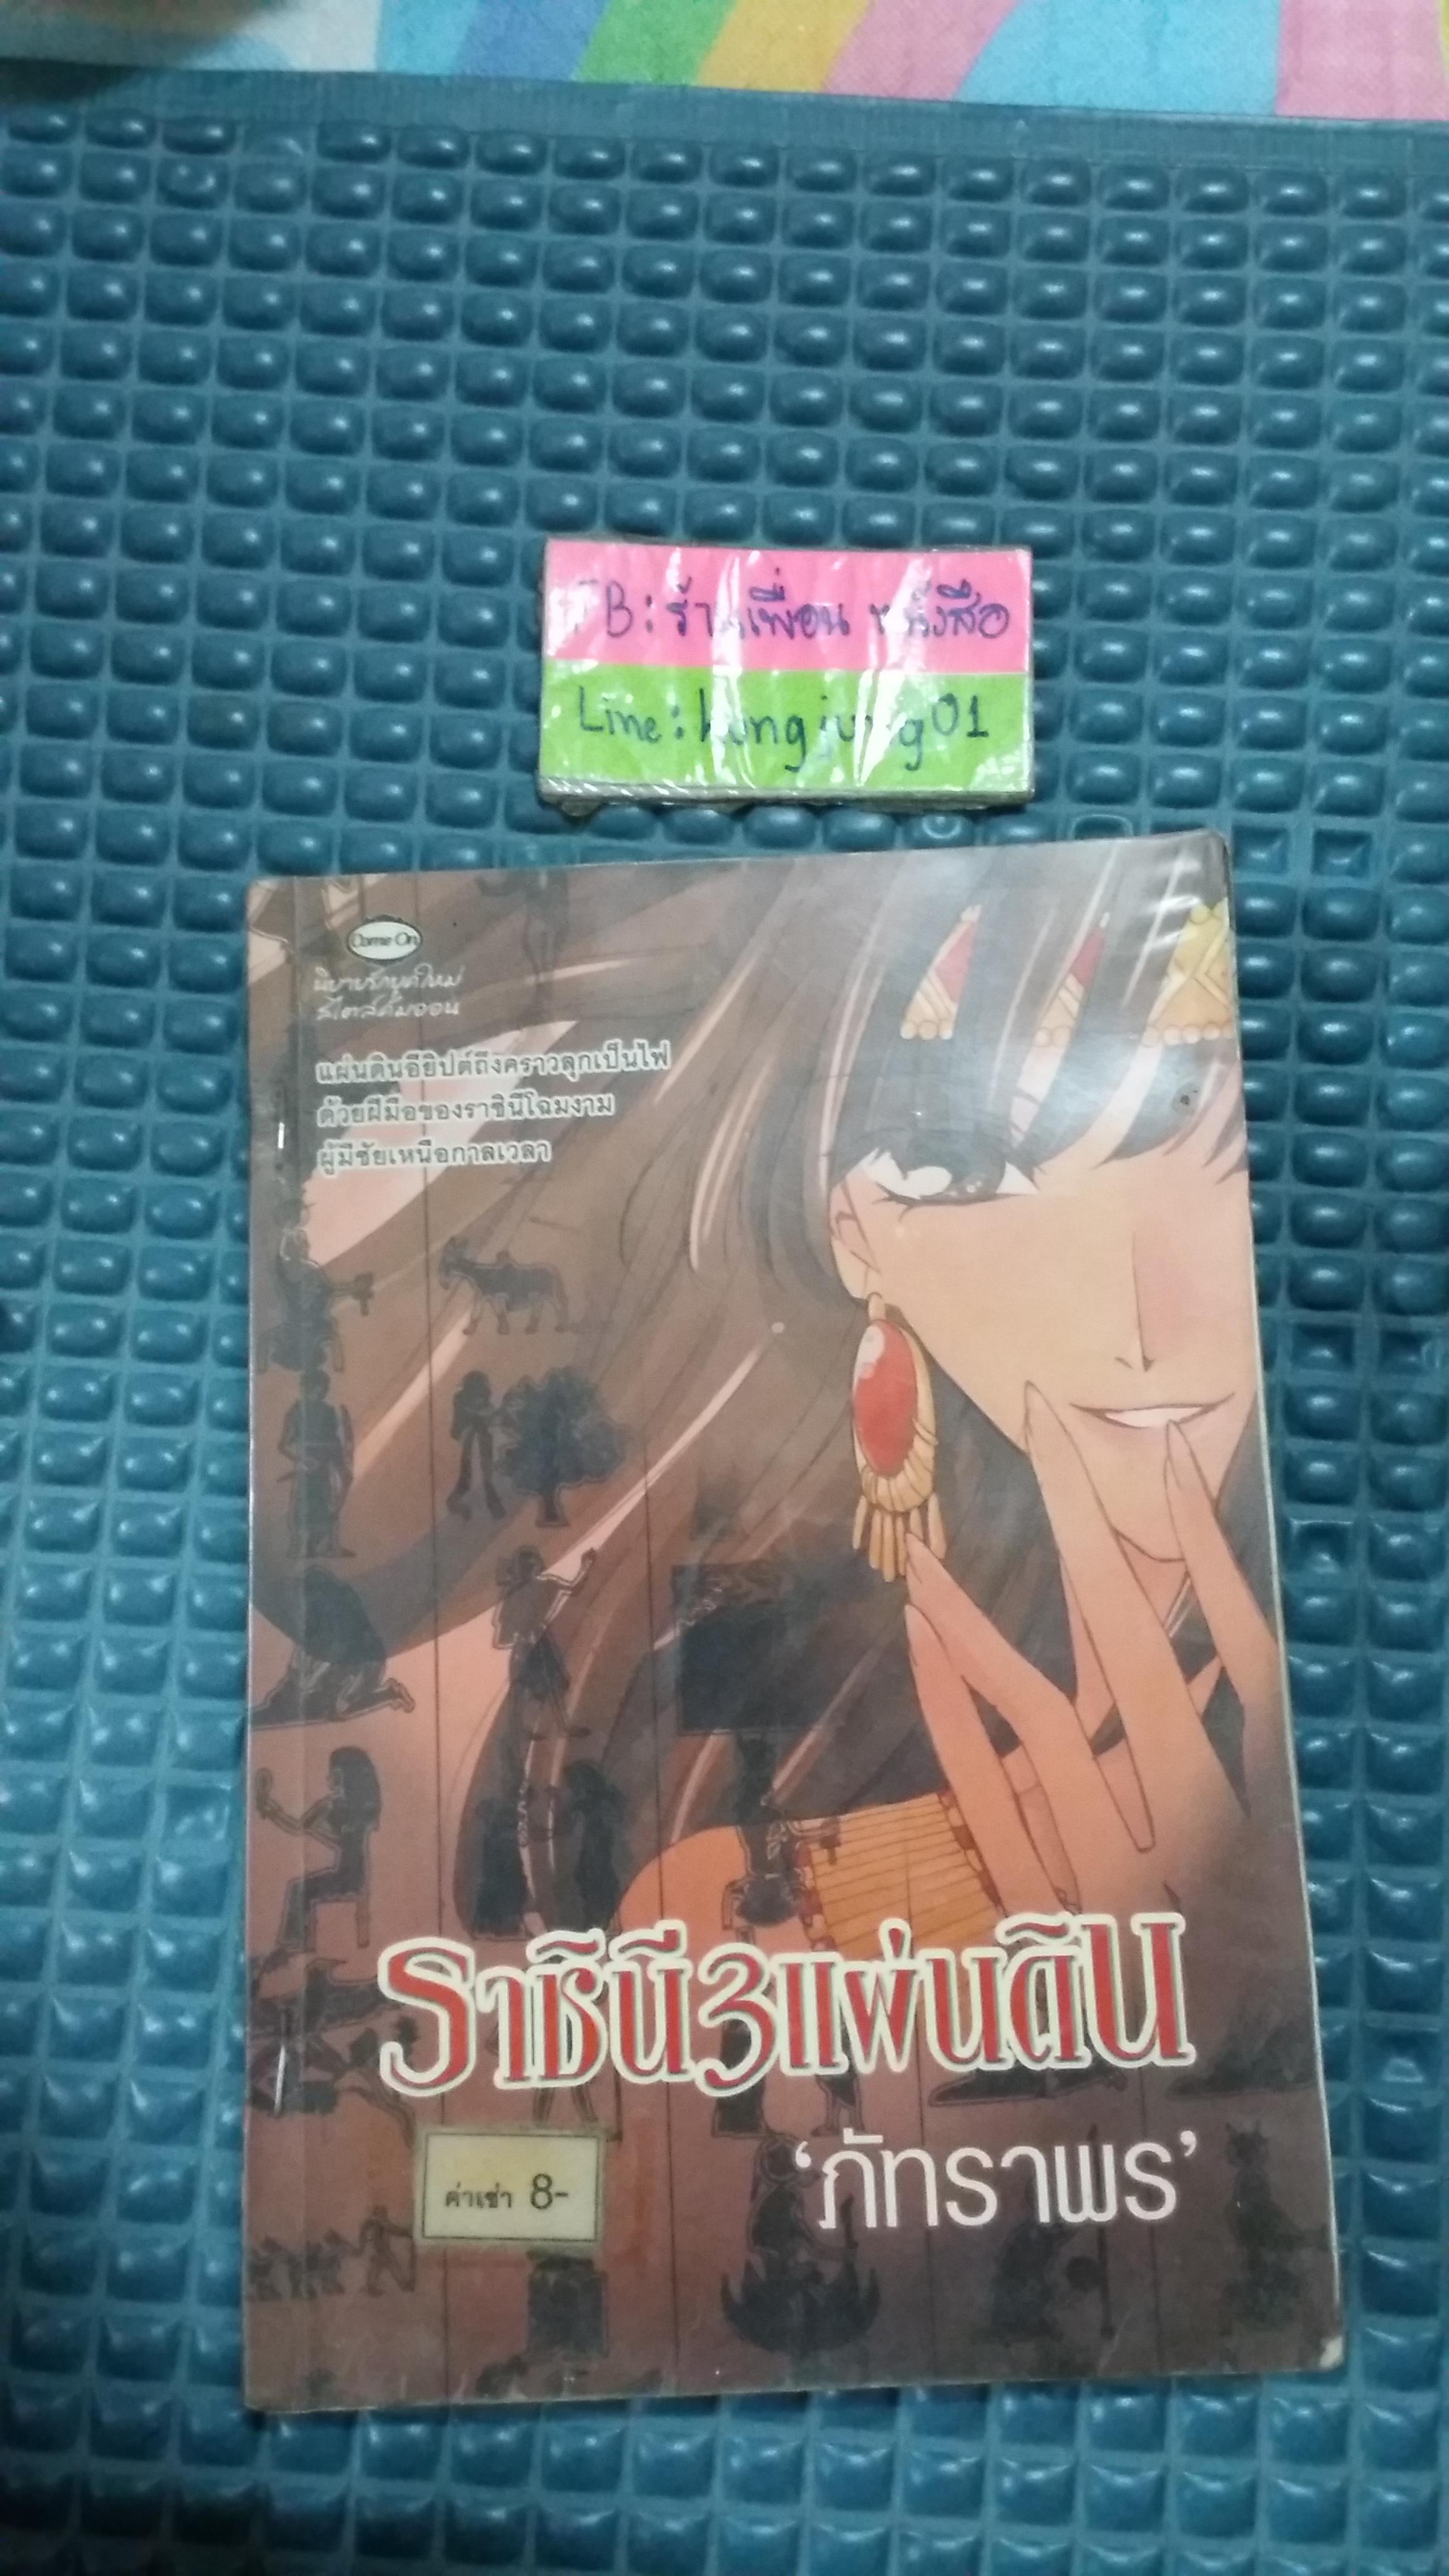 FB: ร้านเพื่อน หนังสือ
Line: hungjung01
Come On
นิยายรักยุคใหม่
สไตล์คัมออน
แผ่นดินอียิปต์ถึงคราวลุกเป็นไฟ
ด้วยฝีมือของราชินีโฉมงาม
ผู้มีชัยเหนือกาลเวลา
ราชินี3แผ่นดิน
‘ภัทราพร’
ค่าเช่า 8-